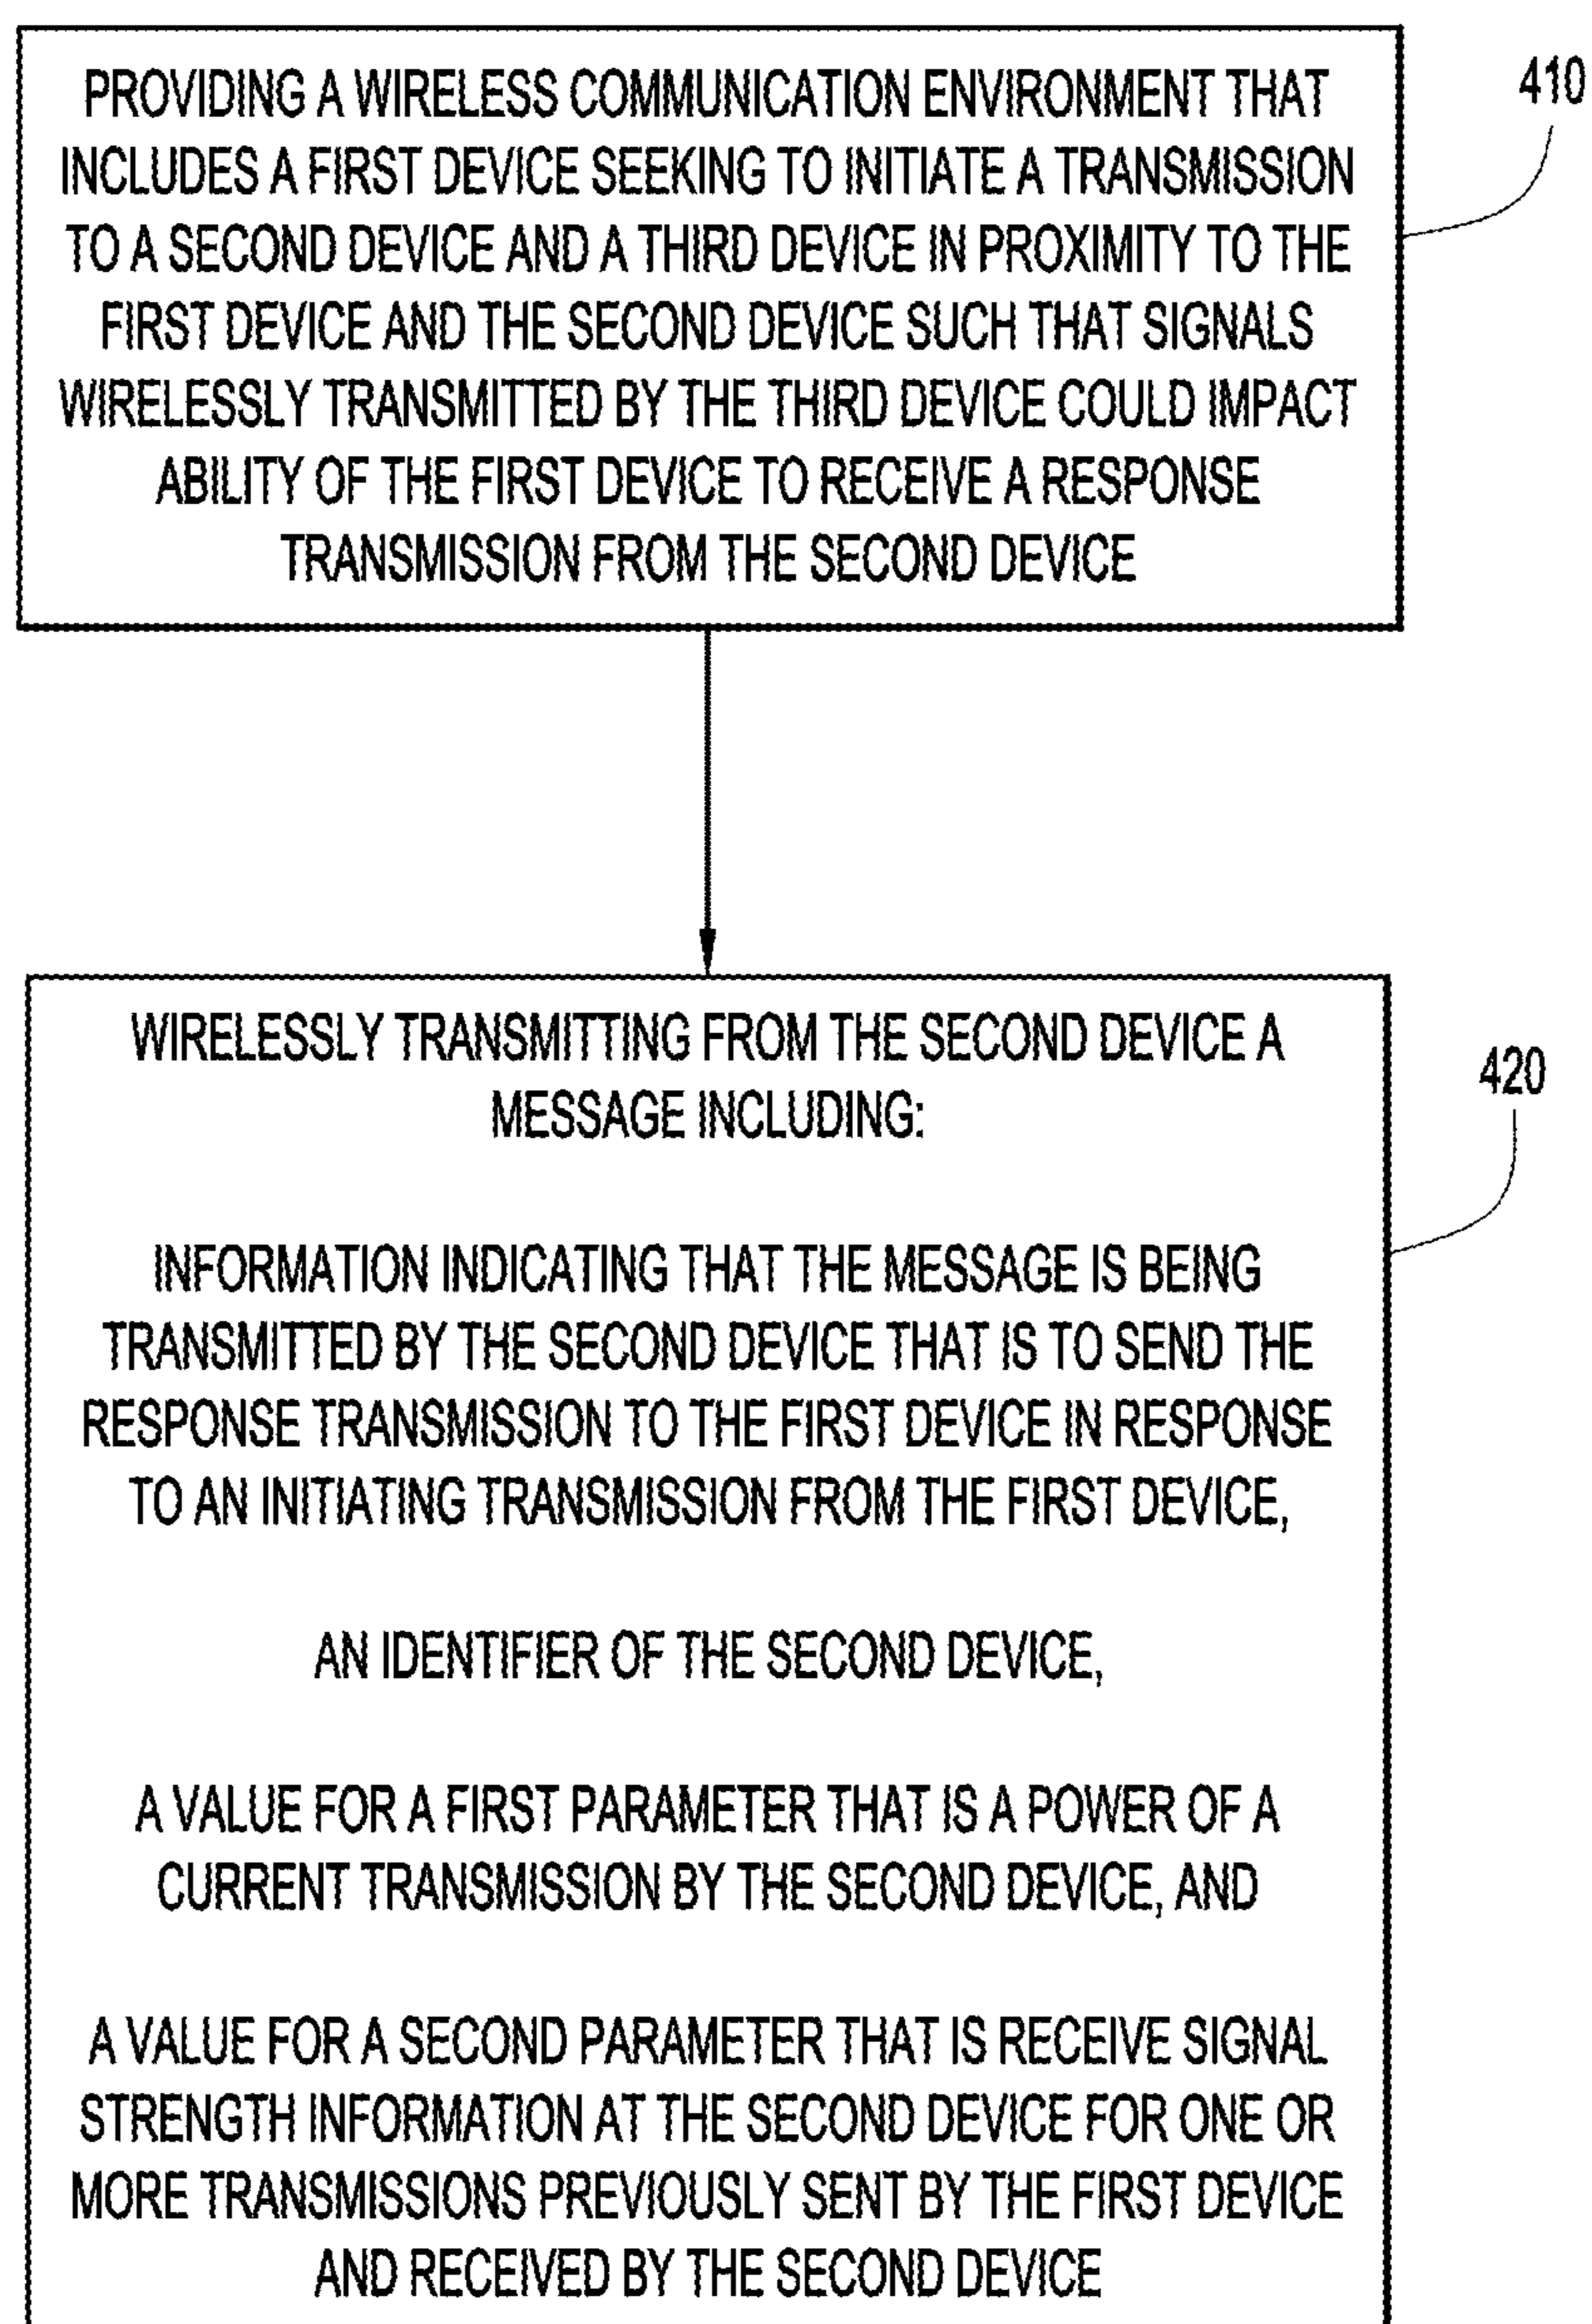 PROVIDING A WIRELESS COMMUNICATION ENVIRONMENT THAT
INCLUDES A FIRST DEVICE SEEKING TO INITIATE A TRANSMISSION
TO A SECOND DEVICE AND A THIRD DEVICE IN PROXIMITY TO THE
FIRST DEVICE AND THE SECOND DEVICE SUCH THAT SIGNALS
WIRELESSLY TRANSMITTED BY THE THIRD DEVICE COULD IMPACT
ABILITY OF THE FIRST DEVICE TO RECEIVE A RESPONSE
TRANSMISSION FROM THE SECOND DEVICE
410
WIRELESSLY TRANSMITTING FROM THE SECOND DEVICE A
MESSAGE INCLUDING:
INFORMATION INDICATING THAT THE MESSAGE IS BEING
TRANSMITTED BY THE SECOND DEVICE THAT IS TO SEND THE
RESPONSE TRANSMISSION TO THE FIRST DEVICE IN RESPONSE
TO AN INITIATING TRANSMISSION FROM THE FIRST DEVICE,
AN IDENTIFIER OF THE SECOND DEVICE,
A VALUE FOR A FIRST PARAMETER THAT IS A POWER OF A
CURRENT TRANSMISSION BY THE SECOND DEVICE, AND
A VALUE FOR A SECOND PARAMETER THAT IS RECEIVE SIGNAL
STRENGTH INFORMATION AT THE SECOND DEVICE FOR ONE OR
MORE TRANSMISSIONS PREVIOUSLY SENT BY THE FIRST DEVICE
AND RECEIVED BY THE SECOND DEVICE
420